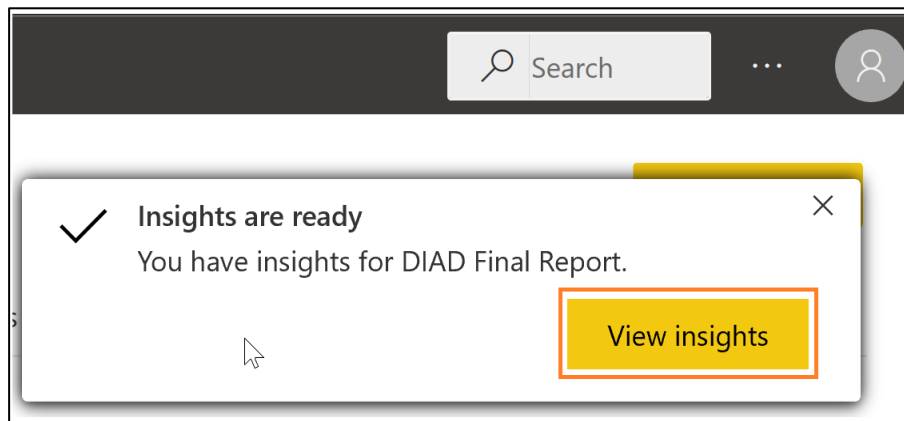 Search
Insights are ready
You have insights for DIAD Final Report.
s
View insights